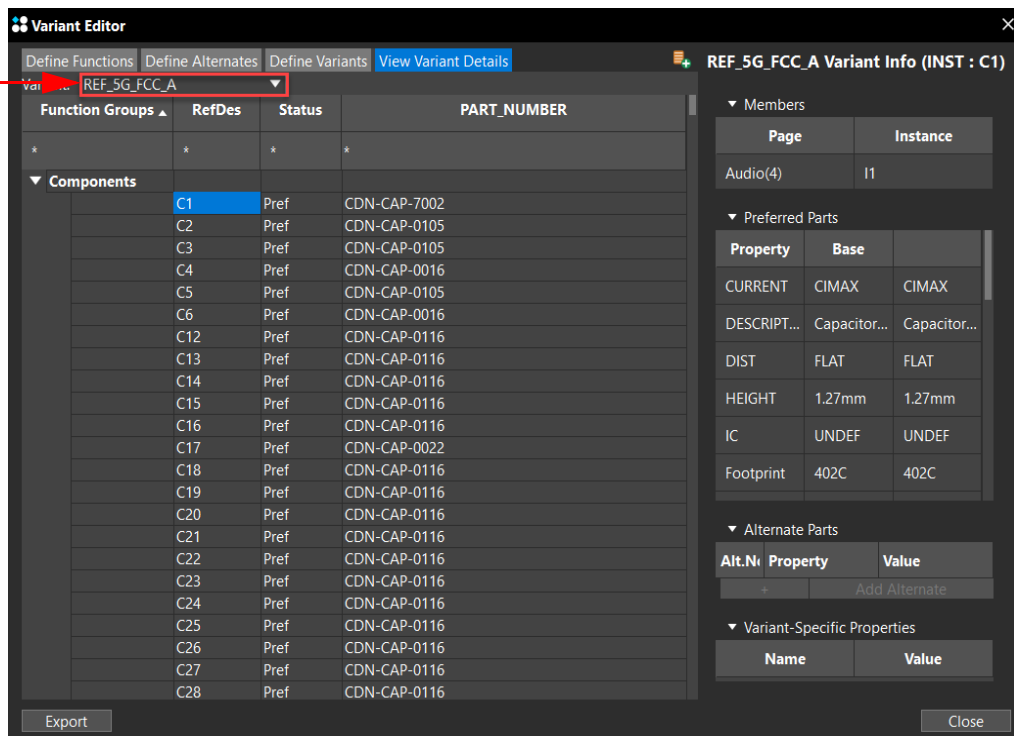 Variant Editor
Define Functions Define Alternates Define Variants View Variant Details
REF_5G_FCC_A
Function Groups RefDes Status PART_NUMBER
* * * *
Components
C1 Pref CDN-CAP-7002
C2 Pref CDN-CAP-0105
C3 Pref CDN-CAP-0105
C4 Pref CDN-CAP-0016
C5 Pref CDN-CAP-0105
C6 Pref CDN-CAP-0016
C12 Pref CDN-CAP-0116
C13 Pref CDN-CAP-0116
C14 Pref CDN-CAP-0116
C15 Pref CDN-CAP-0116
C16 Pref CDN-CAP-0116
C17 Pref CDN-CAP-0022
C18 Pref CDN-CAP-0116
C19 Pref CDN-CAP-0116
C20 Pref CDN-CAP-0116
C21 Pref CDN-CAP-0116
C22 Pref CDN-CAP-0116
C23 Pref CDN-CAP-0116
C24 Pref CDN-CAP-0116
C25 Pref CDN-CAP-0116
C26 Pref CDN-CAP-0116
C27 Pref CDN-CAP-0116
C28 Pref CDN-CAP-0116
REF_5G_FCC_A Variant Info (INST : C1)
Members
Page Instance
Audio(4) I1
Preferred Parts
Property Base
CURRENT CIMAX CIMAX
DESCRIPT... Capacitor... Capacitor...
DIST FLAT FLAT
HEIGHT 1.27mm 1.27mm
IC UNDEF UNDEF
Footprint 402C 402C
Alternate Parts
Alt. Property Value
+ Add Alternate
Variant-Specific Properties
Name Value
Export Close